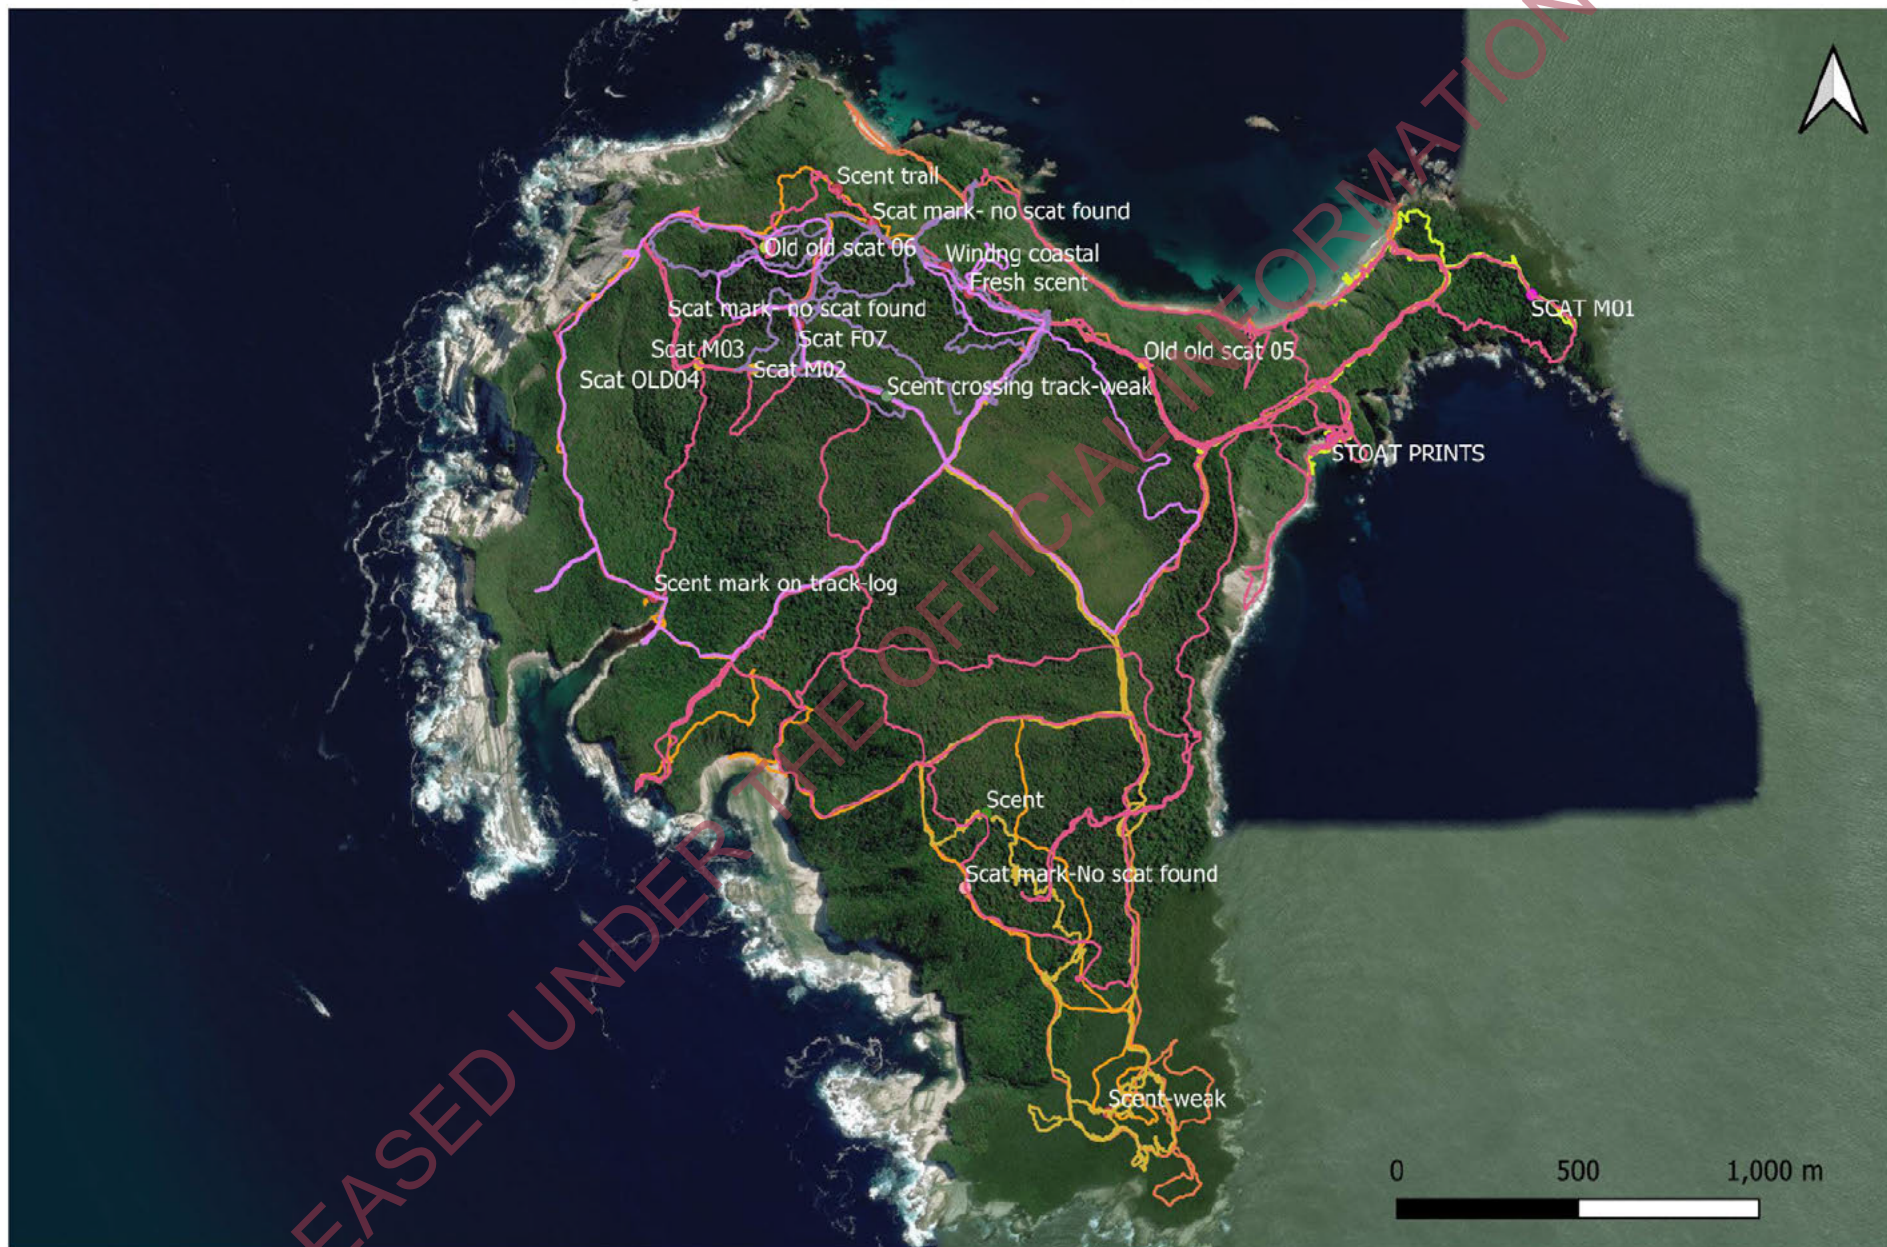 Scent trail
Scat mark- no scat found
Old old scat 06
Windng coastal
Fresh scent
Scat mark- no scat found
SCAT M01
Scat F07
Scat M03
Old old scat 05
Scat M02
Scat OLD04
Scent crossing track-weak
STOAT PRINTS
Scent mark on track-log
Scent
Scat mark-No scat found
Scent-weak
0 500 1,000 m
EASED UNDER THE OFFICIAL INFORMATION